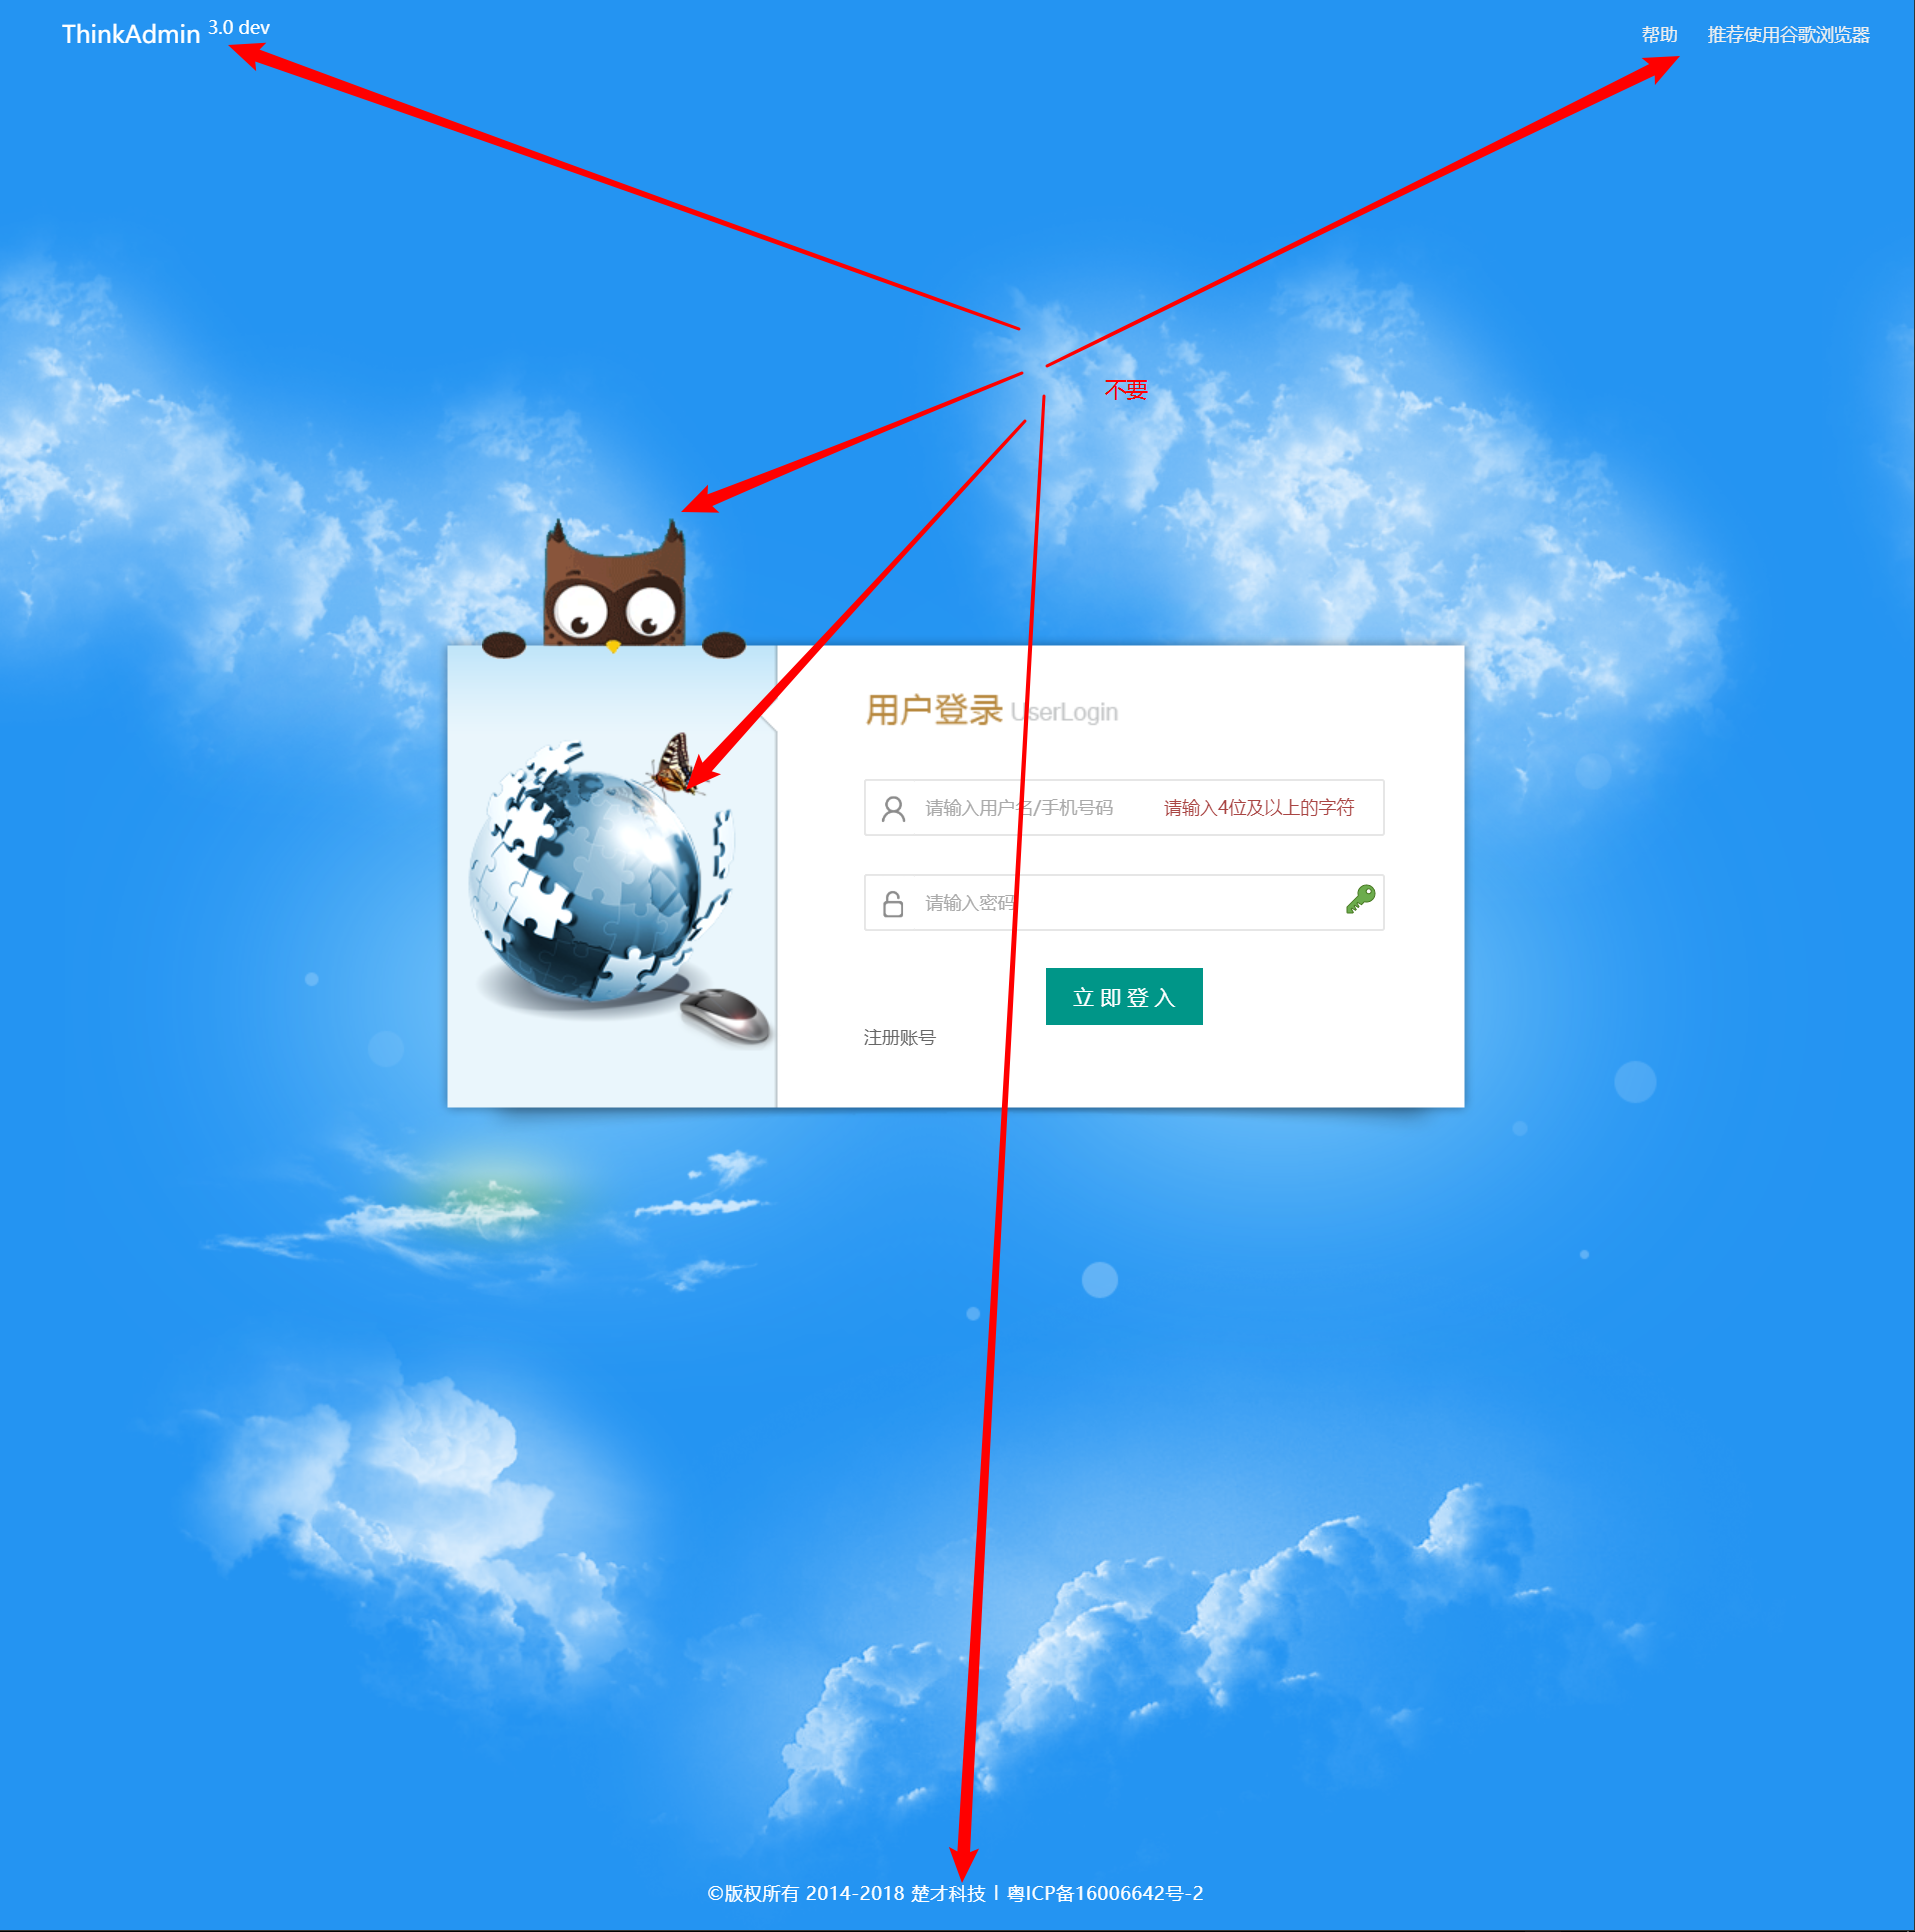 ThinkAdmin 3.0 dev
帮助 推荐使用谷歌浏览器
不要
用户登录 UserLogin
请输入用户名/手机号码 请输入4位及以上的字符
请输入密码
立即登入
注册账号
©版权所有 2014-2018 楚才科技 | 粤ICP备16006642号-2